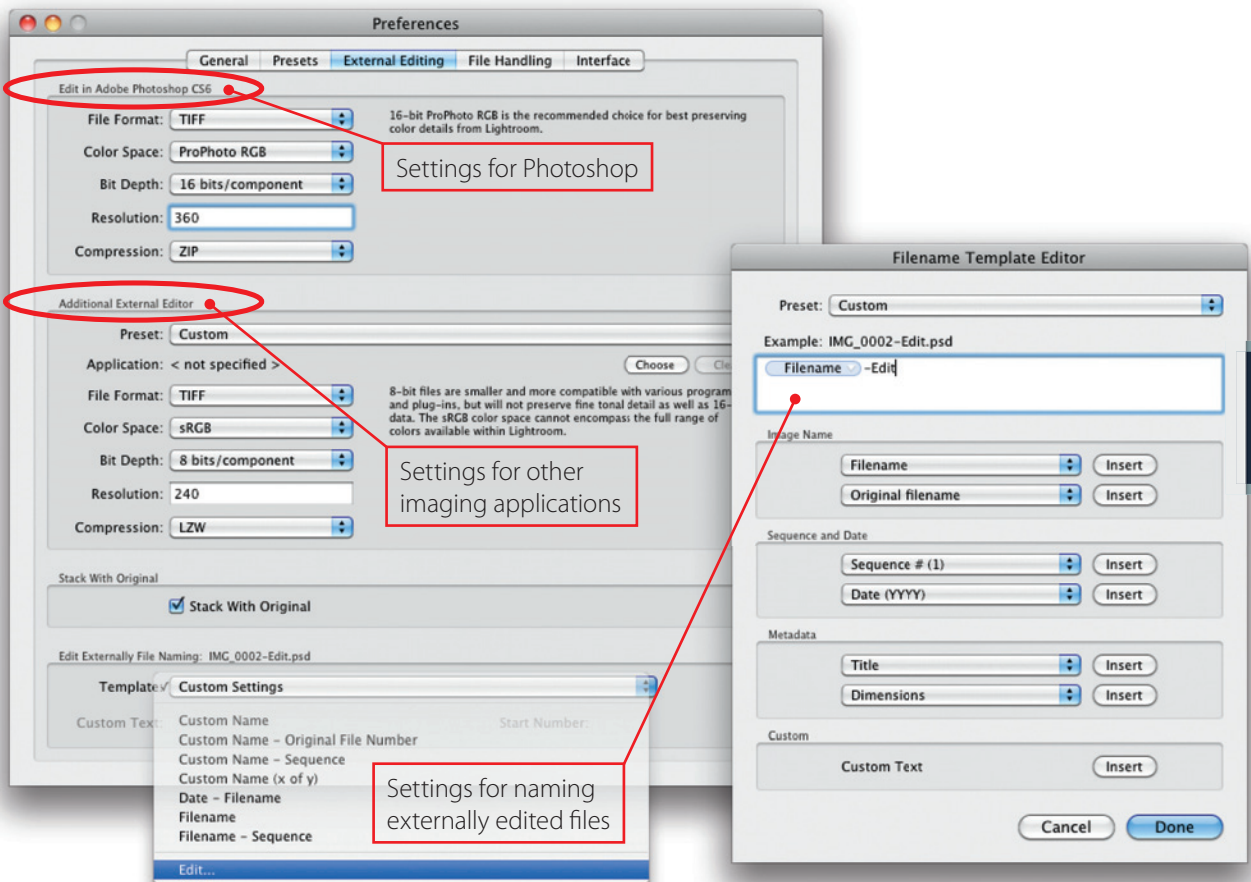 Preferences
General Presets External Editing File Handling Interface
Edit in Adobe Photoshop CS6
File Format: TIFF
16-bit ProPhoto RGB is the recommended choice for best preserving
color details from Lightroom.
Color Space: ProPhoto RGB
Settings for Photoshop
Bit Depth: 16 bits/component
Resolution: 360
Compression: ZIP
Additional External Editor
Preset: Custom
Application: < not specified >
Choose
File Format: TIFF
8-bit files are smaller and more compatible with various program
and plug-ins, but will not preserve fine tonal detail as well as 16-
data. The sRGB color space cannot encompass the full range of
colors available within Lightroom.
Color Space: sRGB
Bit Depth: 8 bits/component
Settings for other
imaging applications
Resolution: 240
Compression: LZW
Stack With Original
Stack With Original
Edit Externally File Naming: IMG_0002-Edit.psd
Template Custom Settings
Custom Text
Start Number:
Custom Name
Custom Name - Original File Number
Custom Name - Sequence
Custom Name (x of y)
Date - Filename
Filename
Filename - Sequence
Edit...
Settings for naming
externally edited files
Filename Template Editor
Preset: Custom
Example: IMG_0002-Edit.psd
Filename -Edit
Image Name
Filename Insert
Original filename Insert
Sequence and Date
Sequence # (1) Insert
Date (YYYY) Insert
Metadata
Title Insert
Dimensions Insert
Custom
Custom Text Insert
Cancel Done